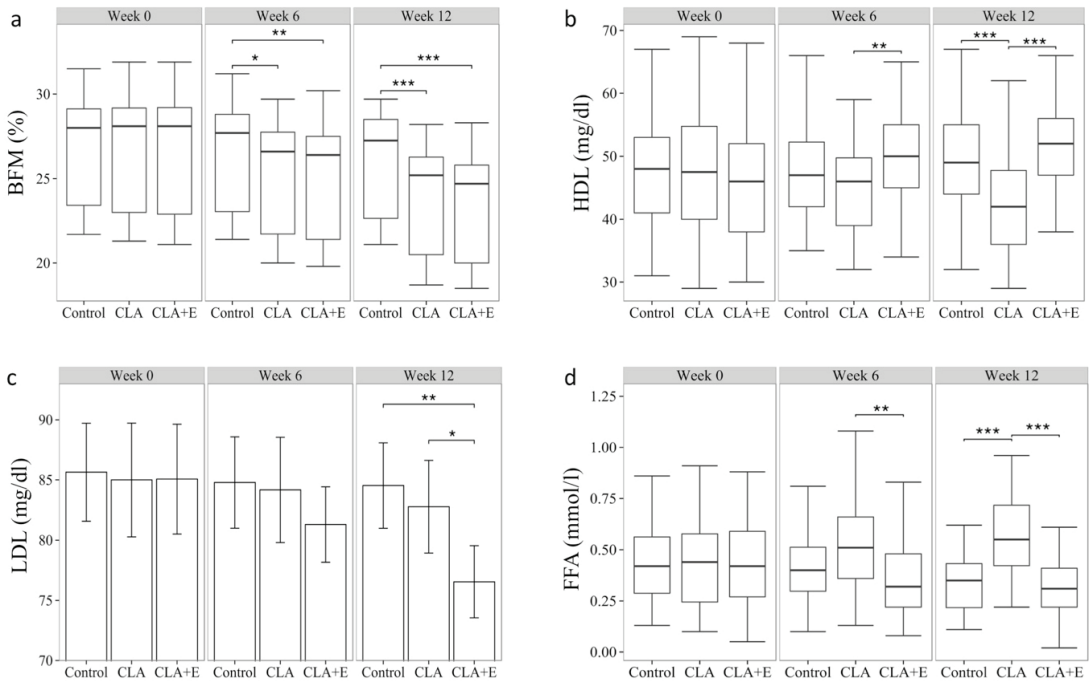 a
Week 0 Week 6 Week 12
** 
* 
***
***
BFM (%)
30
25
20
Control CLA CLA+E Control CLA CLA+E Control CLA CLA+E
b
Week 0 Week 6 Week 12
**
*** ***
HDL (mg/dl)
70
60
50
40
30
Control CLA CLA+E Control CLA CLA+E Control CLA CLA+E
c
Week 0 Week 6 Week 12
**
*
LDL (mg/dl)
90
85
80
75
70
Control CLA CLA+E Control CLA CLA+E Control CLA CLA+E
d
Week 0 Week 6 Week 12
**
*** ***
FFA (mmol/l)
1.25
1.00
0.75
0.50
0.25
0.00
Control CLA CLA+E Control CLA CLA+E Control CLA CLA+E